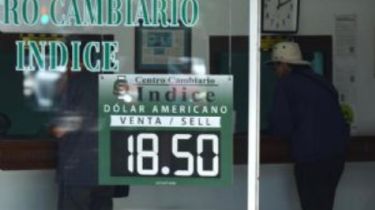 RO CAMBIARIO
INDICE
Centro Cambiario
Indice
DÓLAR AMERICANO
VENTA / SELL
18.50